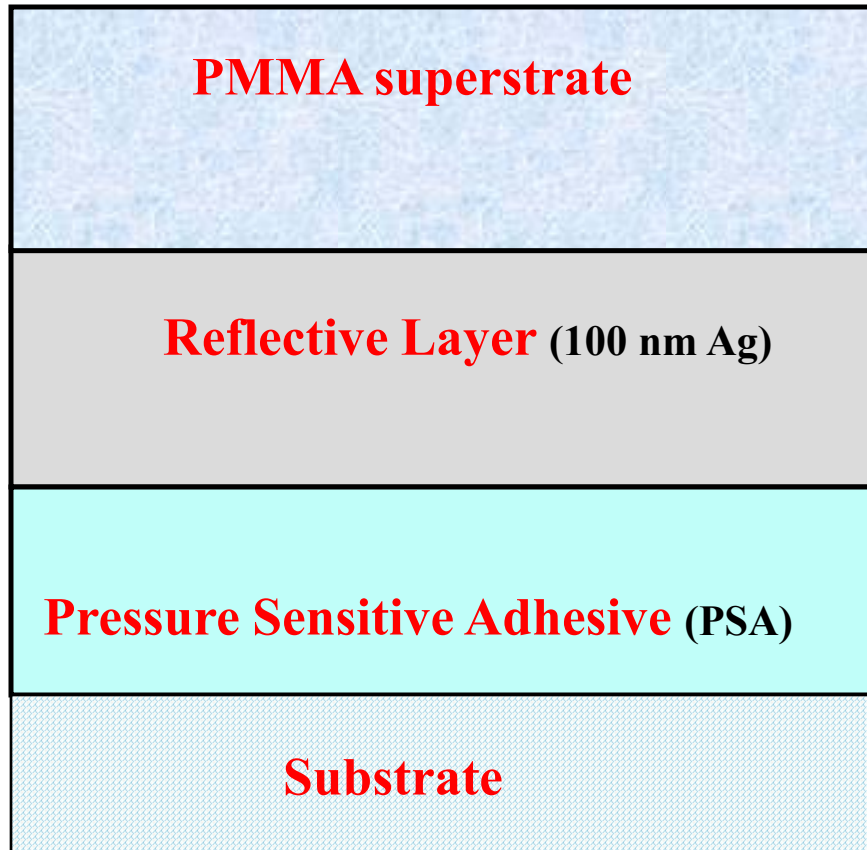 PMMA superstrate
Reflective Layer (100 nm Ag)
Pressure Sensitive Adhesive (PSA)
Substrate